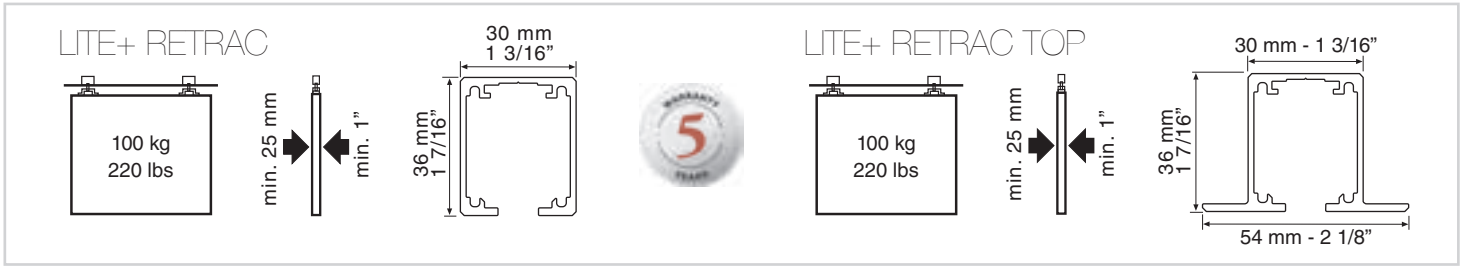 LITE+ RETRAC
100 kg
220 lbs
min. 25 mm
min. 1”
30 mm
1 3/16”
36 mm
1 7/16”
WARRANTY
5
YEARS
LITE+ RETRAC TOP
100 kg
220 lbs
min. 25 mm
min. 1”
30 mm - 1 3/16”
36 mm
1 7/16”
54 mm - 2 1/8”